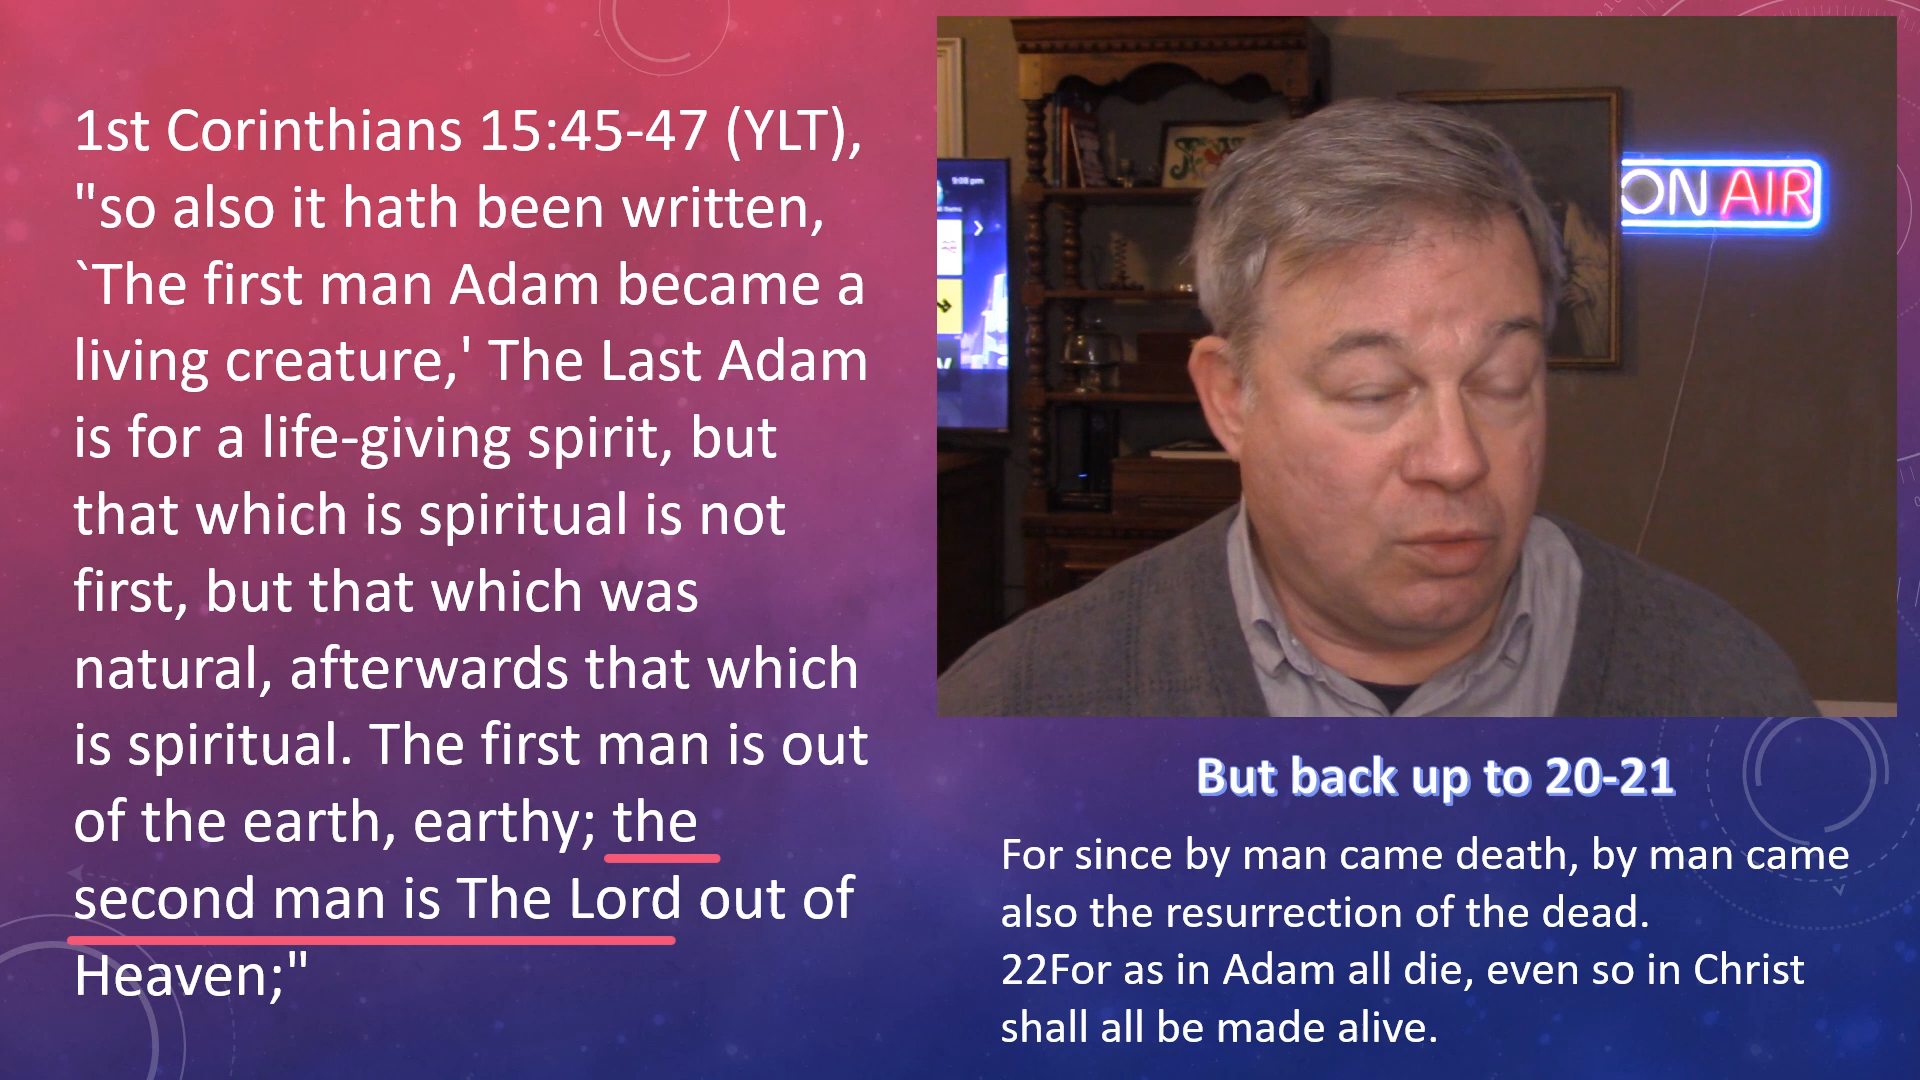 1st Corinthians 15:45-47 (YLT),
"so also it hath been written,
`The first man Adam became a
living creature,' The Last Adam
is for a life-giving spirit, but
that which is spiritual is not
first, but that which was
natural, afterwards that which
is spiritual. The first man is out
of the earth, earthy; the
second man is The Lord out of
Heaven;"
9:08 pm
ON AIR
But back up to 20-21
For since by man came death, by man came
also the resurrection of the dead.
22For as in Adam all die, even so in Christ
shall all be made alive.